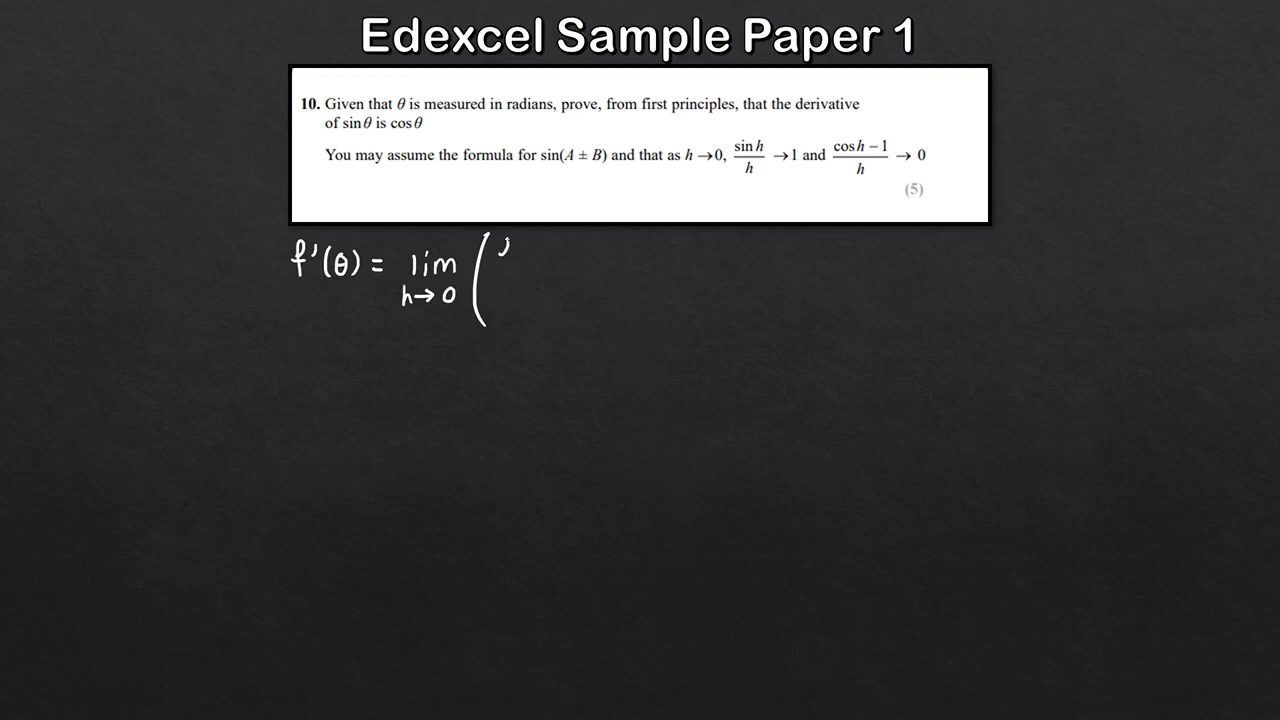 Edexcel Sample Paper 1
10. Given that θ is measured in radians, prove, from first principles, that the derivative
of sin θ is cos θ
You may assume the formula for sin(A ± B) and that as h → 0, sin h / h → 1 and cos h − 1 / h → 0
(5)
f'(θ) = lim (
h → 0